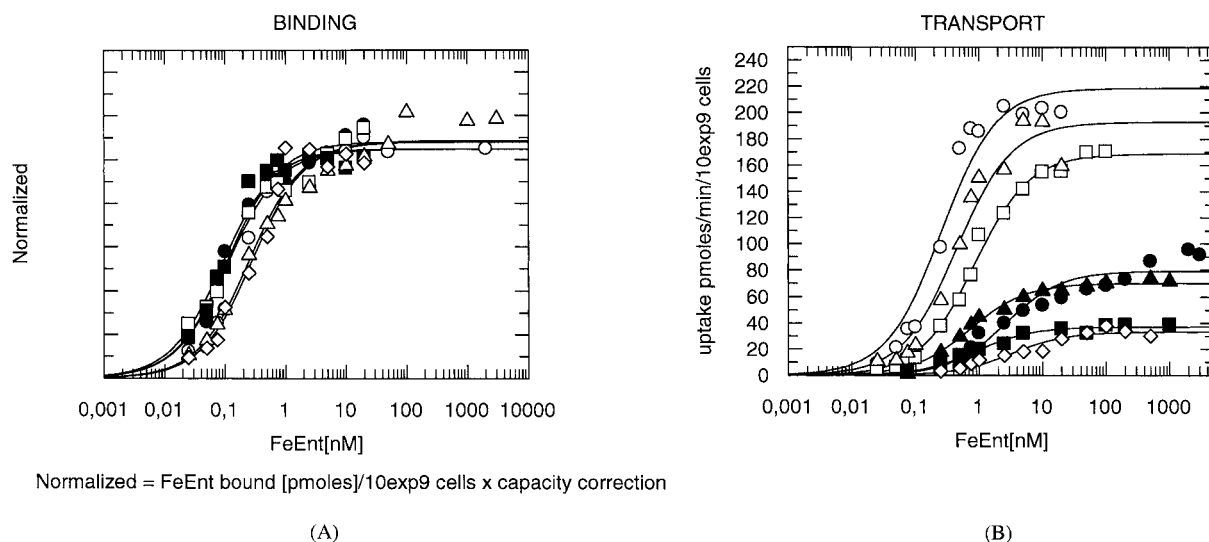 BINDING
Normalized
0,001 0,01 0,1 1 10 100 1000 10000
FeEnt[nM]
Normalized = FeEnt bound [pmoles]/10exp9 cells x capacity correction
(A)
TRANSPORT
uptake pmoles/min/10exp9 cells
240
220
200
180
160
140
120
100
80
60
40
20
0
0,001 0,01 0,1 1 10 100 1000
FeEnt[nM]
(B)